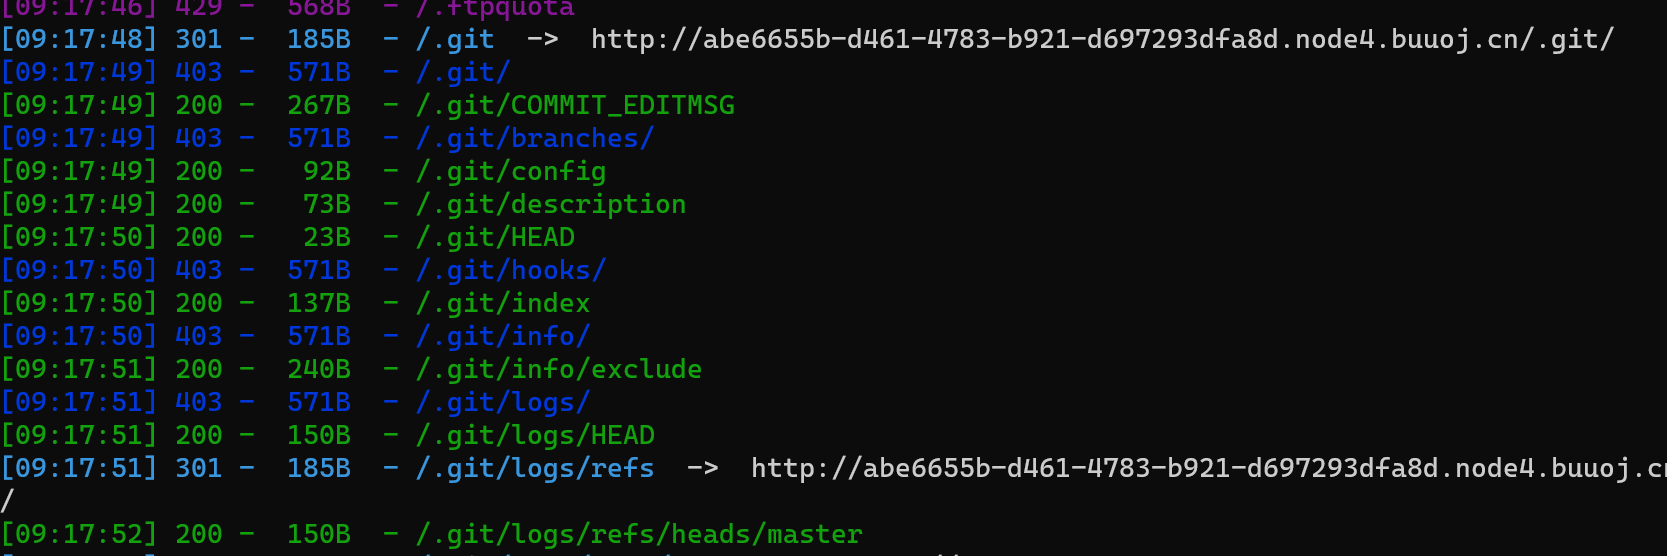 [09:17:46] 429 - 568B - /.ftpquota
[09:17:48] 301 - 185B - /.git -> http://abe6655b-d461-4783-b921-d697293dfa8d.node4.buuoj.cn/.git/
[09:17:49] 403 - 571B - /.git/
[09:17:49] 200 - 267B - /.git/COMMIT_EDITMSG
[09:17:49] 403 - 571B - /.git/branches/
[09:17:49] 200 - 92B - /.git/config
[09:17:49] 200 - 73B - /.git/description
[09:17:50] 200 - 23B - /.git/HEAD
[09:17:50] 403 - 571B - /.git/hooks/
[09:17:50] 200 - 137B - /.git/index
[09:17:50] 403 - 571B - /.git/info/
[09:17:51] 200 - 240B - /.git/info/exclude
[09:17:51] 403 - 571B - /.git/logs/
[09:17:51] 200 - 150B - /.git/logs/HEAD
[09:17:51] 301 - 185B - /.git/logs/refs -> http://abe6655b-d461-4783-b921-d697293dfa8d.node4.buuoj.c
/
[09:17:52] 200 - 150B - /.git/logs/refs/heads/master